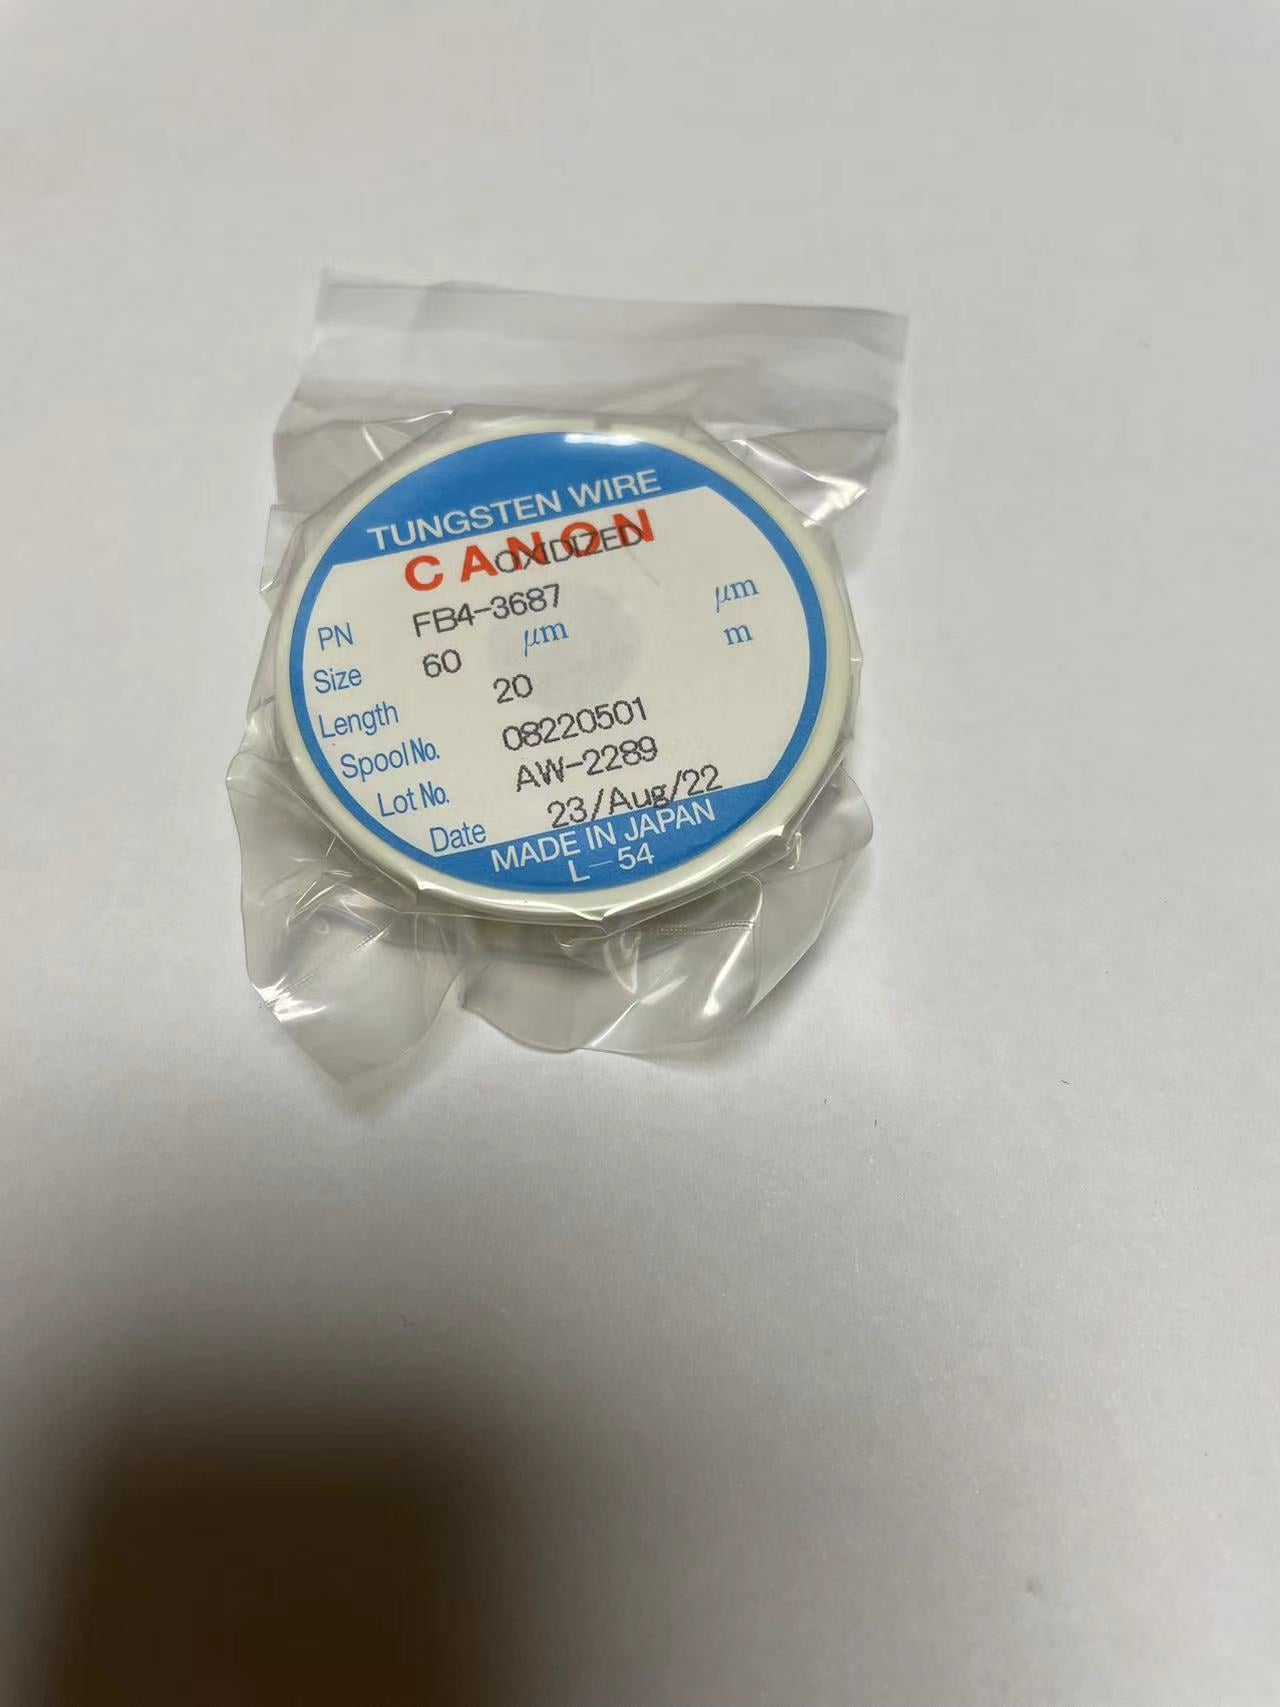 TUNGSTEN WIRE
CANON
OXIDIZED
PN FB4-3687
Size 60 μm μm
Length 20 m
Spool No. 08220501
Lot No. AW-2289
Date 23/Aug/22
MADE IN JAPAN
L-54